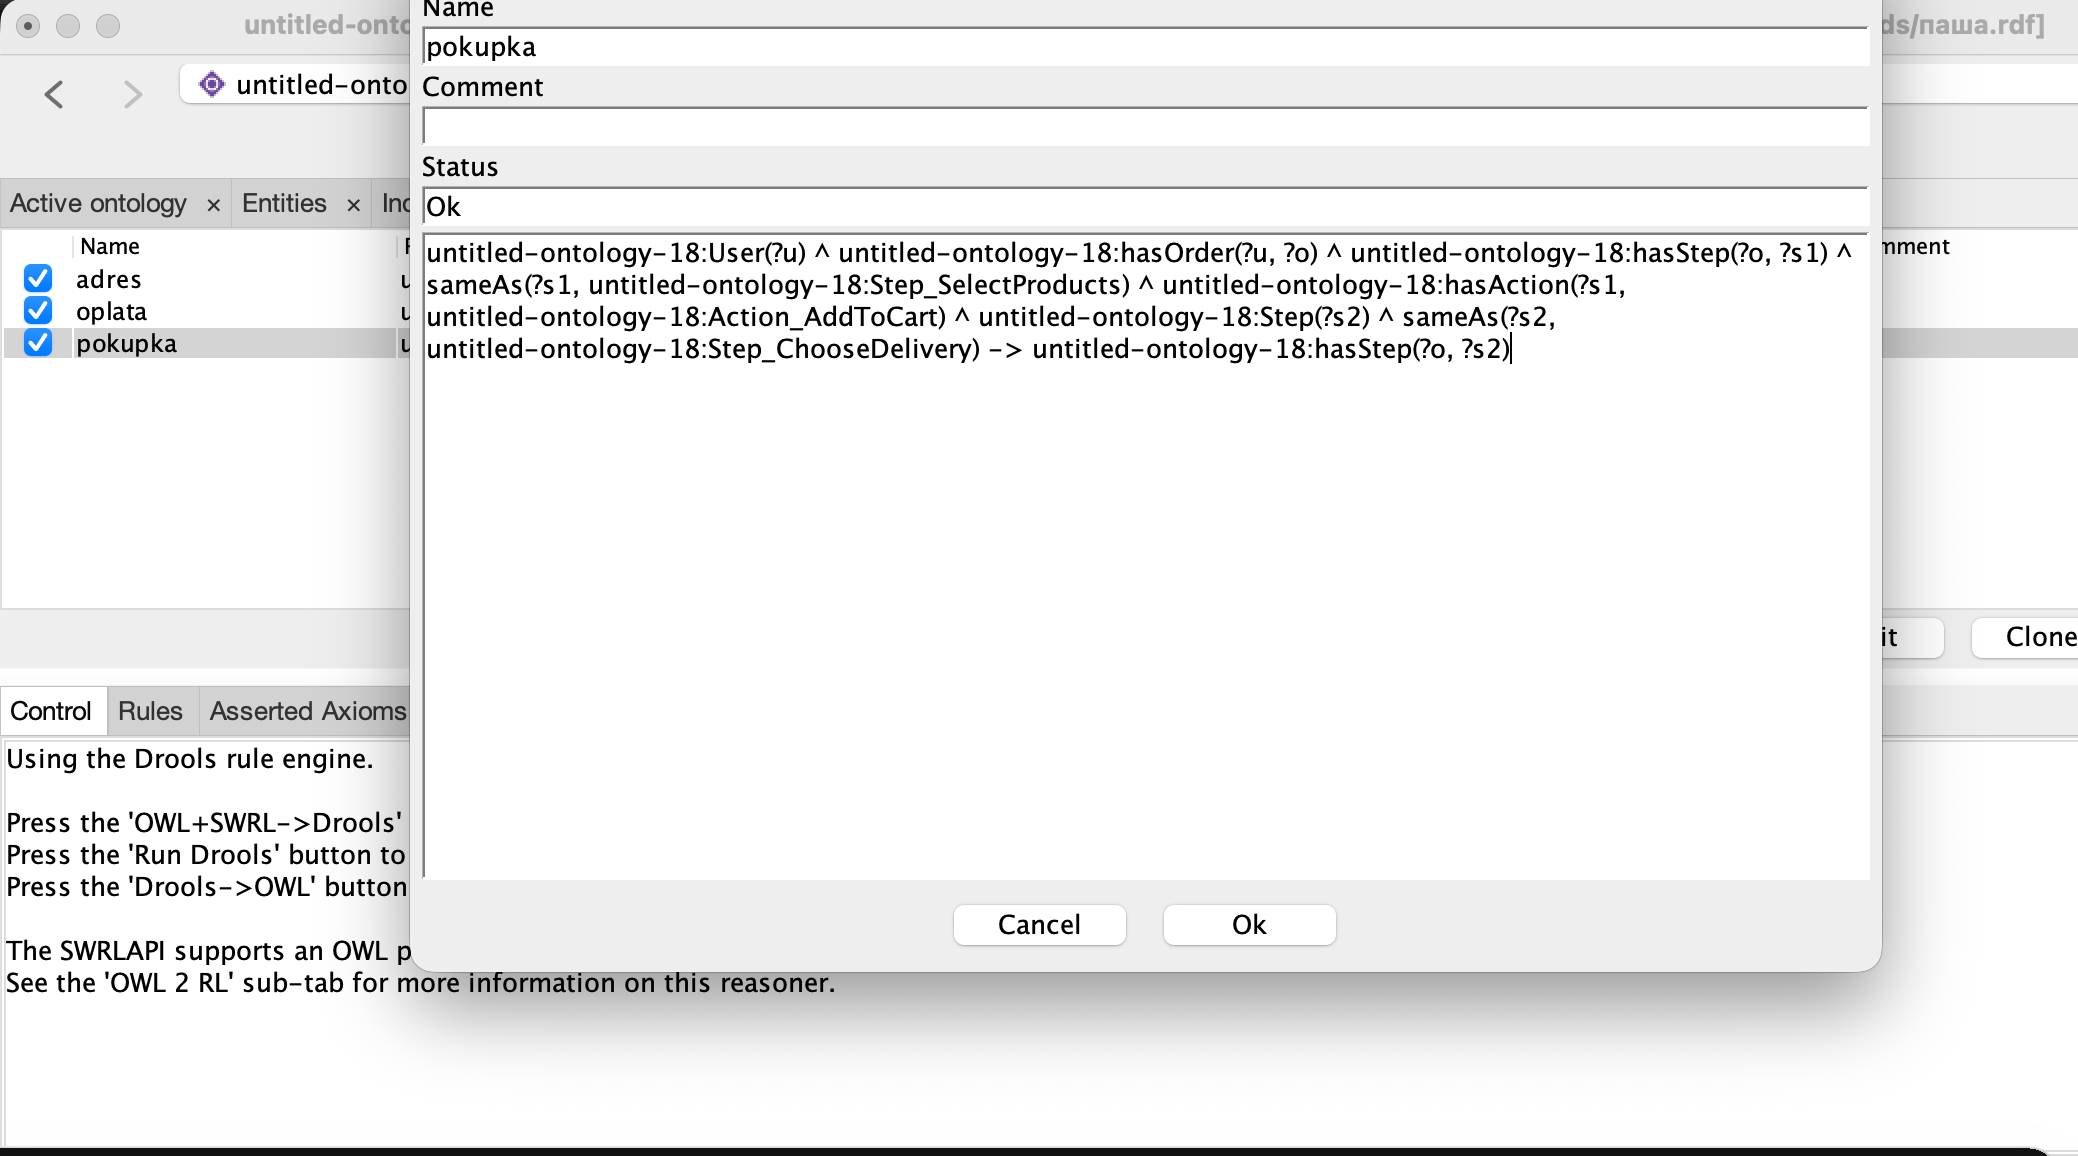 untitled-onto
ds/паша.rdf]
untitled-onto
Active ontology ×
Entities ×
Name
adres
oplata
pokupka
Name
pokupka
Comment
Status
Ok
untitled-ontology-18:User(?u) ^ untitled-ontology-18:hasOrder(?u, ?o) ^ untitled-ontology-18:hasStep(?o, ?s1) ^
sameAs(?s1, untitled-ontology-18:Step_SelectProducts) ^ untitled-ontology-18:hasAction(?s1,
untitled-ontology-18:Action_AddToCart) ^ untitled-ontology-18:Step(?s2) ^ sameAs(?s2,
untitled-ontology-18:Step_ChooseDelivery) -> untitled-ontology-18:hasStep(?o, ?s2)
mment
it
Clone
Cancel
Ok
Control
Rules
Asserted Axioms
Using the Drools rule engine.
Press the 'OWL+SWRL->Drools'
Press the 'Run Drools' button to
Press the 'Drools->OWL' button
The SWRLAPI supports an OWL p
See the 'OWL 2 RL' sub-tab for more information on this reasoner.